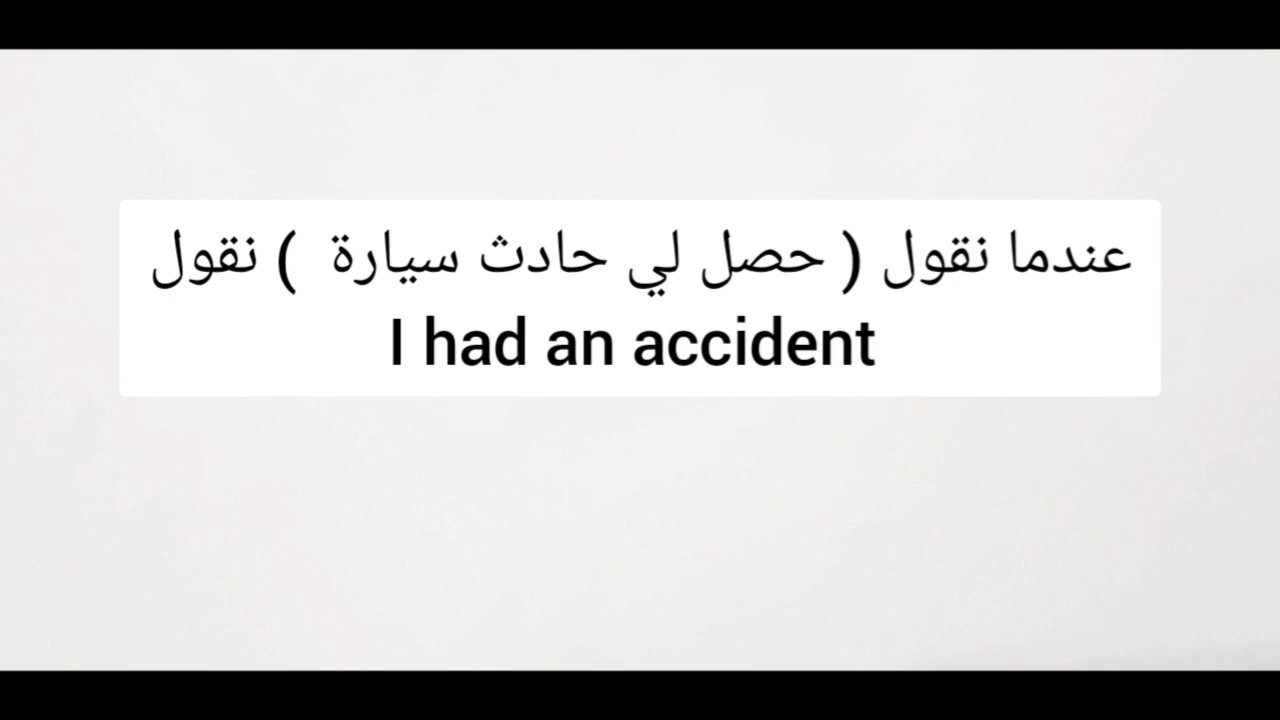 عندما نقول ( حصل لي حادث سيارة  ) نقول
I had an accident